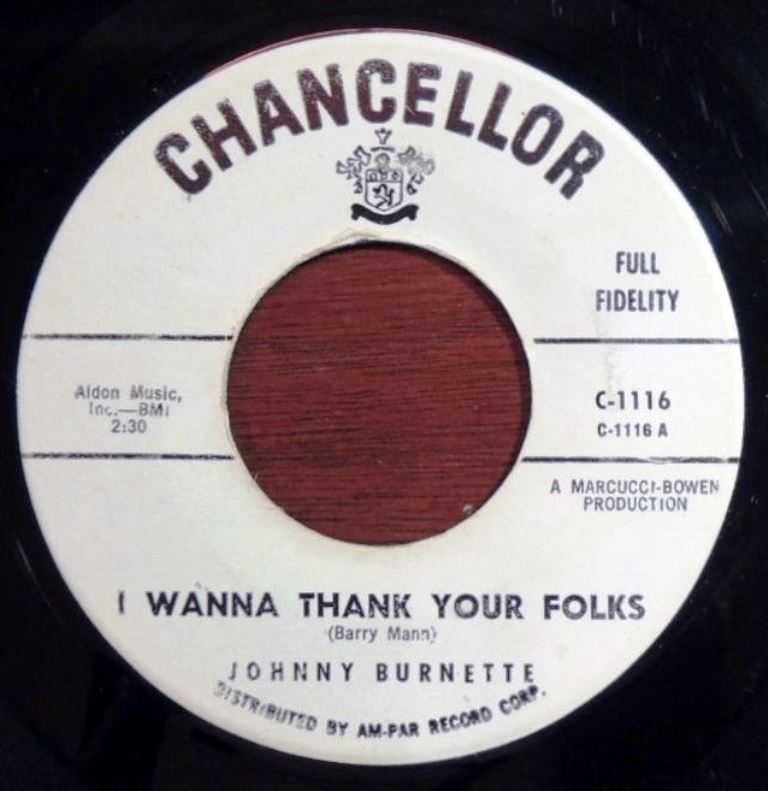 CHANCELLOR
FULL
FIDELITY
Aldon Music,
Inc.—BMI
2:30
C-1116
C-1116 A
A MARCUCCI-BOWEN
PRODUCTION
I WANNA THANK YOUR FOLKS
(Barry Mann)
JOHNNY BURNETTE
DISTRIBUTED BY AM-PAR RECORD CORP.